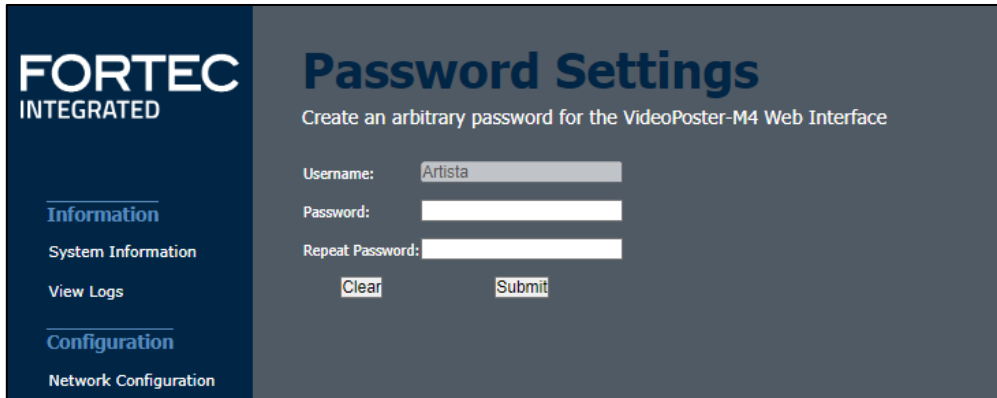 FORTEC
INTEGRATED
Information
System Information
View Logs
Configuration
Network Configuration
Password Settings
Create an arbitrary password for the VideoPoster-M4 Web Interface
Username: Artista
Password:
Repeat Password:
Clear Submit